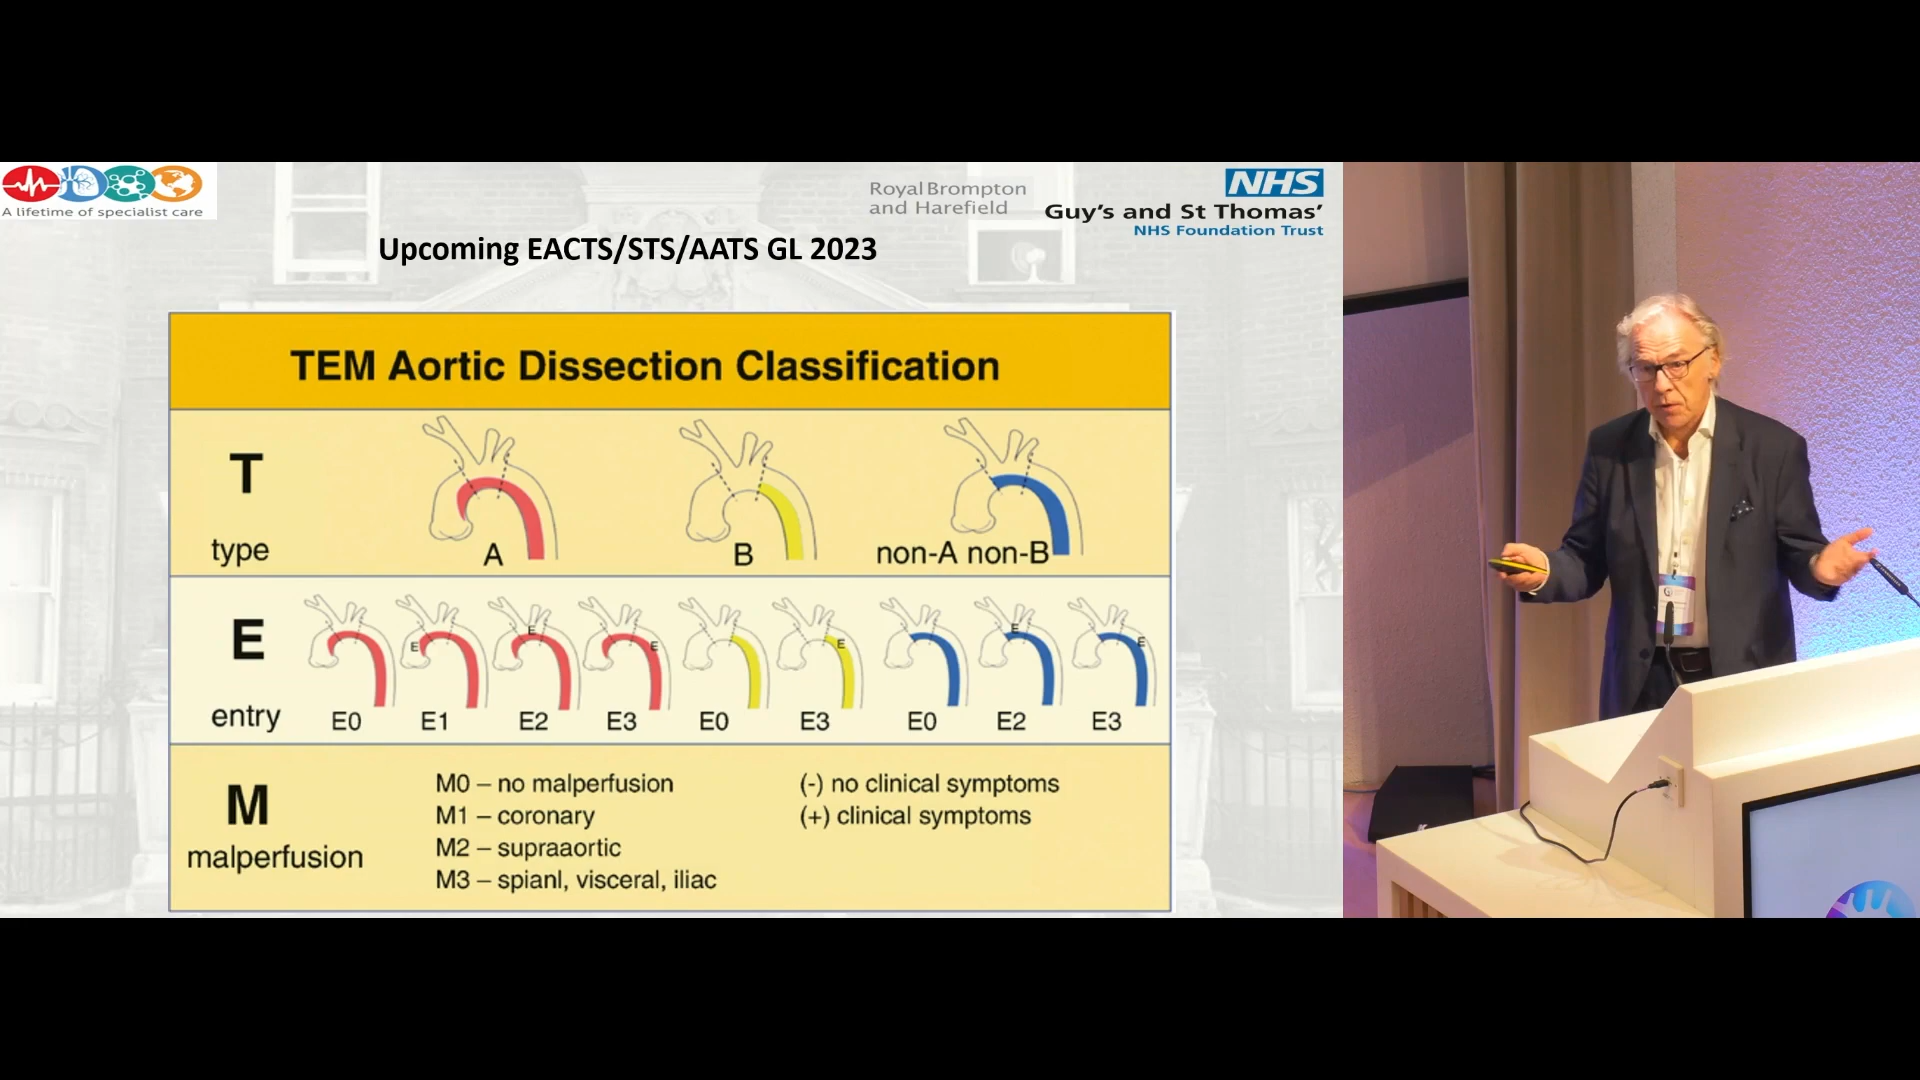 A lifetime of specialist care
Royal Brompton
and Harefield
NHS
Guy's and St Thomas'
NHS Foundation Trust
Upcoming EACTS/STS/AATS GL 2023
TEM Aortic Dissection Classification
T
type
A
B
non-A non-B
E
entry
E
E
E
E
E
E
E0
E1
E2
E3
E0
E3
E0
E2
E3
M
malperfusion
M0 – no malperfusion
M1 – coronary
M2 – supraaortic
M3 – spianl, visceral, iliac
(-) no clinical symptoms
(+) clinical symptoms